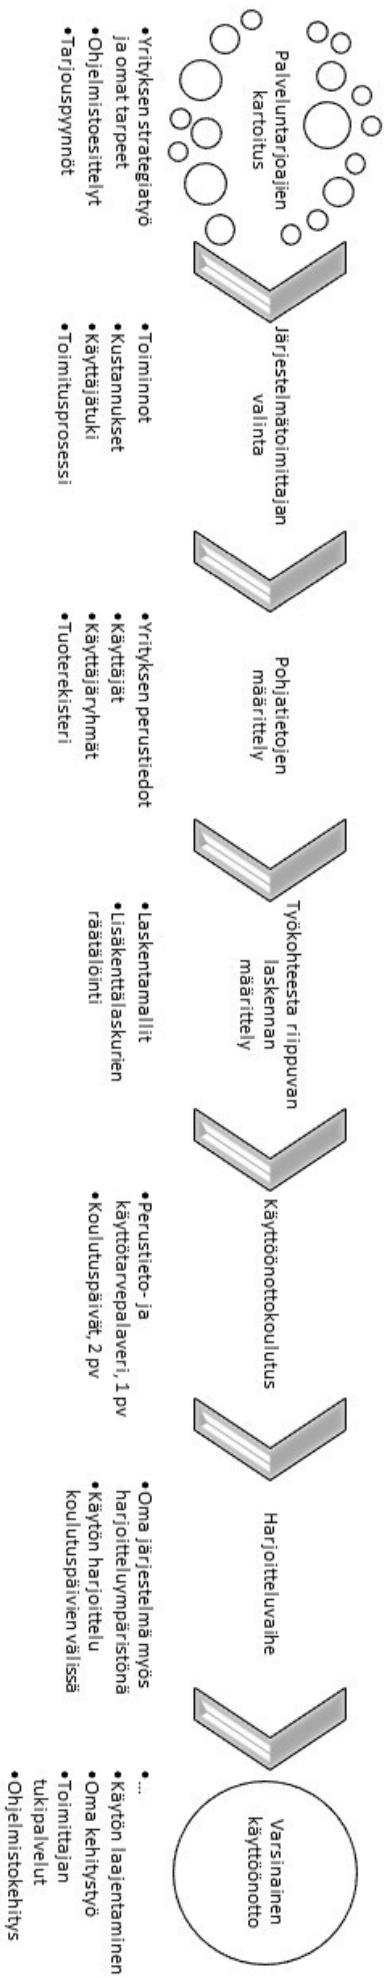 Palveluntarjoajien
kartoitus
•Yrityksen strategiatyö
ja omat tarpeet
•Ohjelmistoesittelyt
•Tarjouspyynnöt
Järjestelmätoimittajan
valinta
•Toiminnot
•Kustannukset
•Käyttäjätuki
•Toimitusprosessi
Pohjatietojen
määrittely
•Yrityksen perustiedot
•Käyttäjät
•Käyttäjäryhmät
•Tuoterekisteri
Työkohteesta riippuvan
laskennan
määrittely
•Laskentamallit
•Lisäkenttälaskurien
räätälöinti
Käyttöönottokoulutus
•Perustieto- ja
käyttötarvepalaveri, 1 pv
•Koulutuspäivät, 2 pv
Harjoitteluvaihe
•Oma järjestelmä myös
harjoitteluympäristönä
•Käytön harjoittelu
koulutuspäivien välissä
Varsinainen
käyttöönotto
•...
•Käytön laajentaminen
•Oma kehitystyö
•Toimittajan
tukipalvelut
•Ohjelmistokehitys